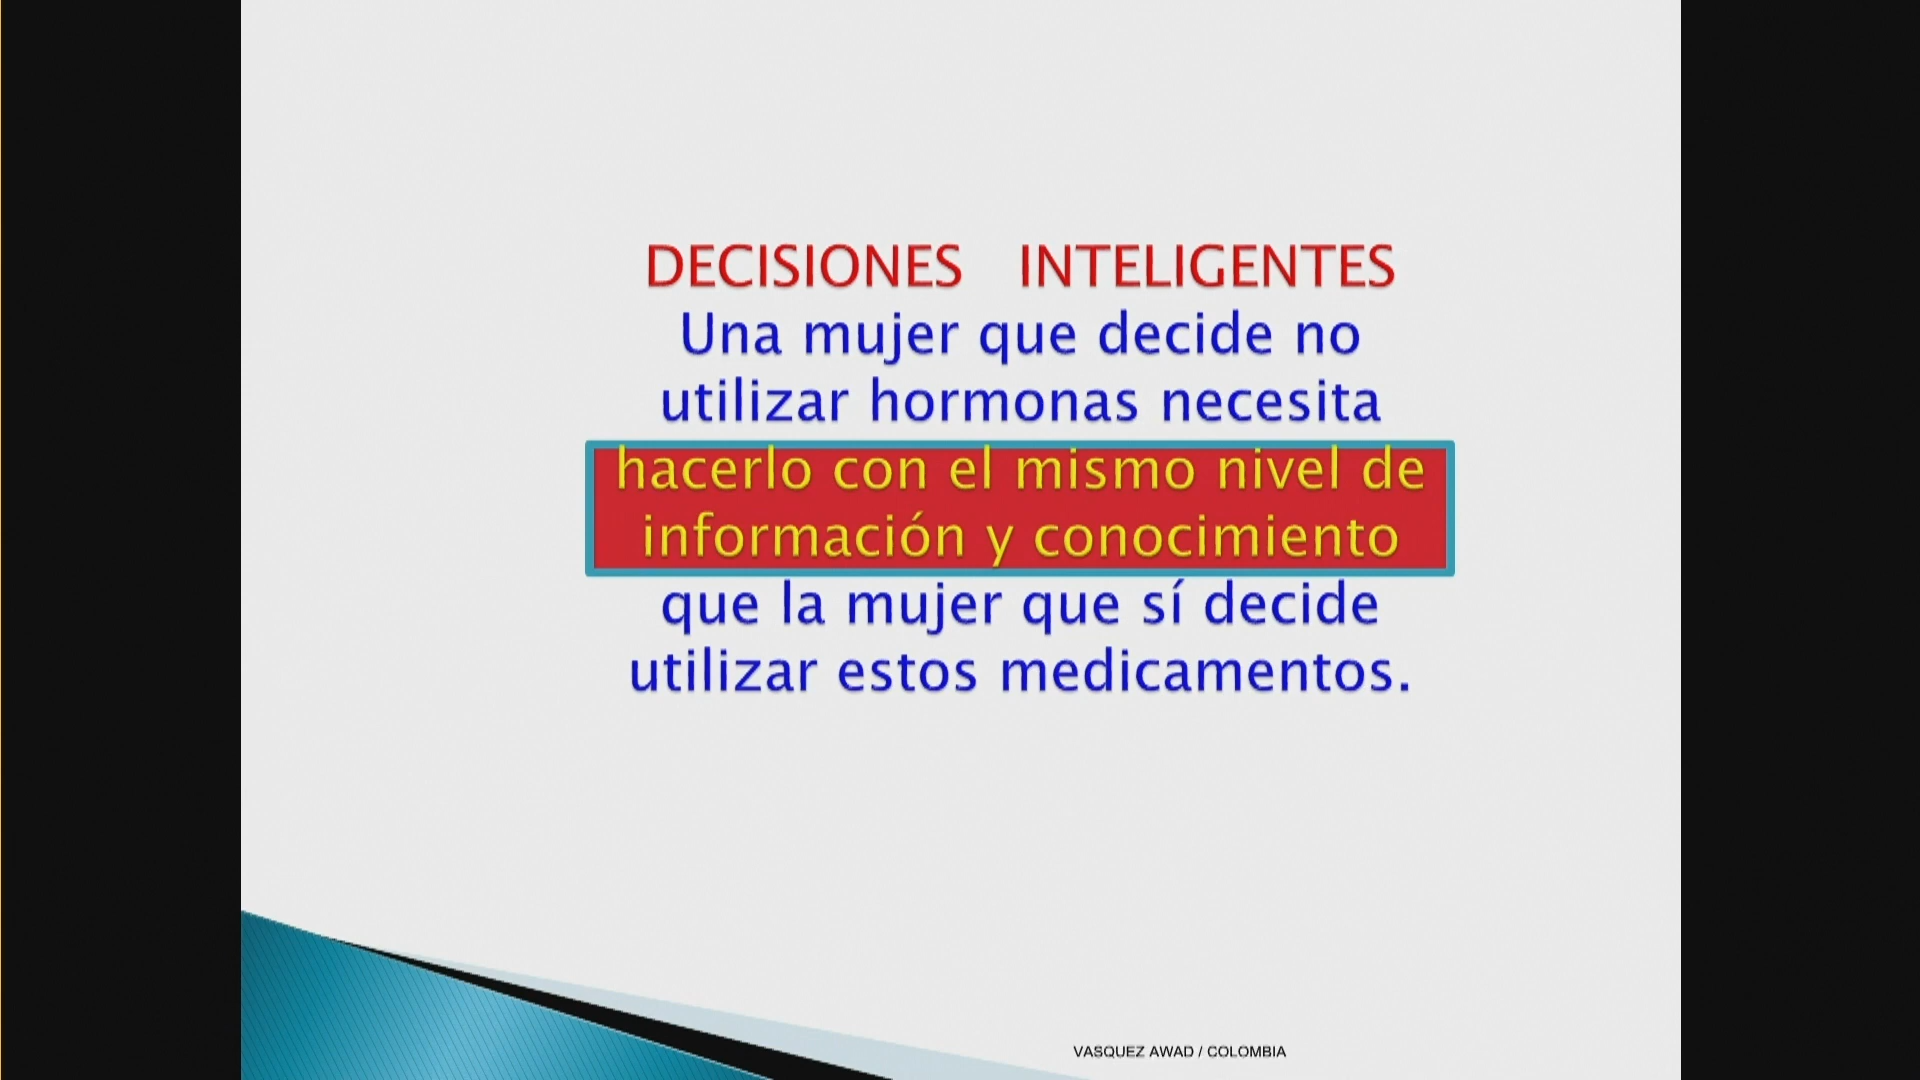 DECISIONES INTELIGENTES
Una mujer que decide no
utilizar hormonas necesita
hacerlo con el mismo nivel de
información y conocimiento
que la mujer que sí decide
utilizar estos medicamentos.
VASQUEZ AWAD / COLOMBIA